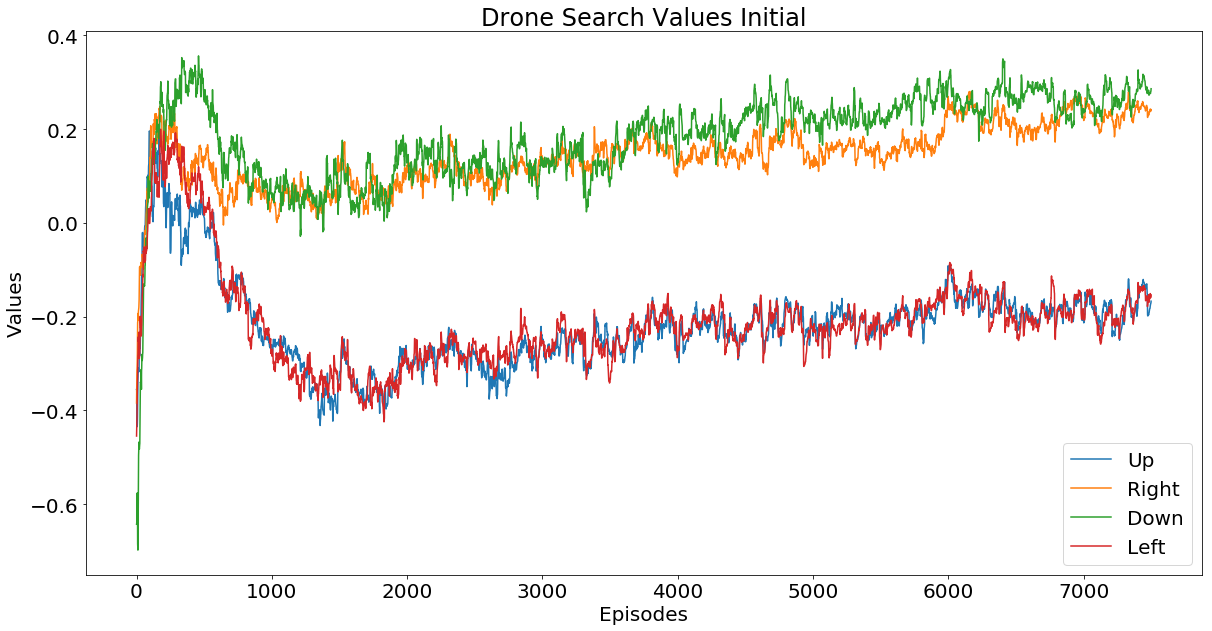 Drone Search Values Initial
0.4
0.2
0.0
−0.2
−0.4
−0.6
Values
0 1000 2000 3000 4000 5000 6000 7000
Episodes
Up
Right
Down
Left